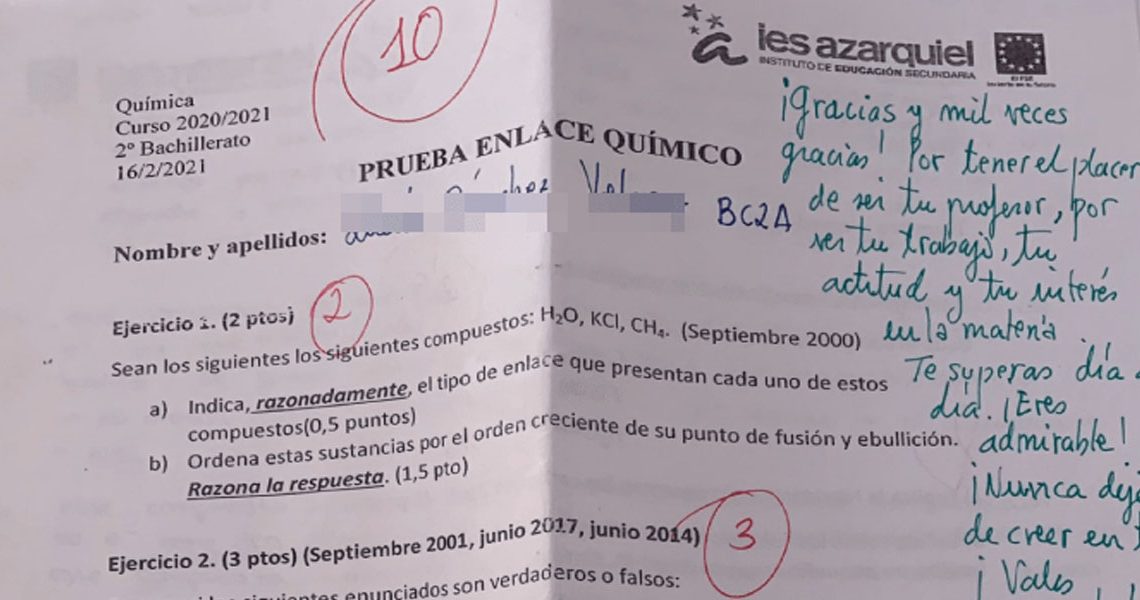 10
ies azarquiel
INSTITUTO DE EDUCACIÓN SECUNDARIA
Química
Curso 2020/2021
2º Bachillerato
16/2/2021
PRUEBA ENLACE QUÍMICO
Nombre y apellidos:
BC2A
¡Gracias y mil veces
gracias! Por tener el placer
de ser tu profesor, por
ver tu trabajo, tu
actitud y tu interés
en la materia.
Te superas día a
día. ¡Eres
admirable!
¡Nunca
de creer en
¡Vales
Ejercicio 1. (2 ptos)
2
Sean los siguientes los siguientes compuestos: H₂O, KCl, CH₄. (Septiembre 2000)
a) Indica, razonadamente, el tipo de enlace que presentan cada uno de estos
compuestos(0,5 puntos)
b) Ordena estas sustancias por el orden creciente de su punto de fusión y ebullición.
Razona la respuesta. (1,5 pto)
Ejercicio 2. (3 ptos) (Septiembre 2001, junio 2017, junio 2014)
3
enunciados son verdaderos o falsos: